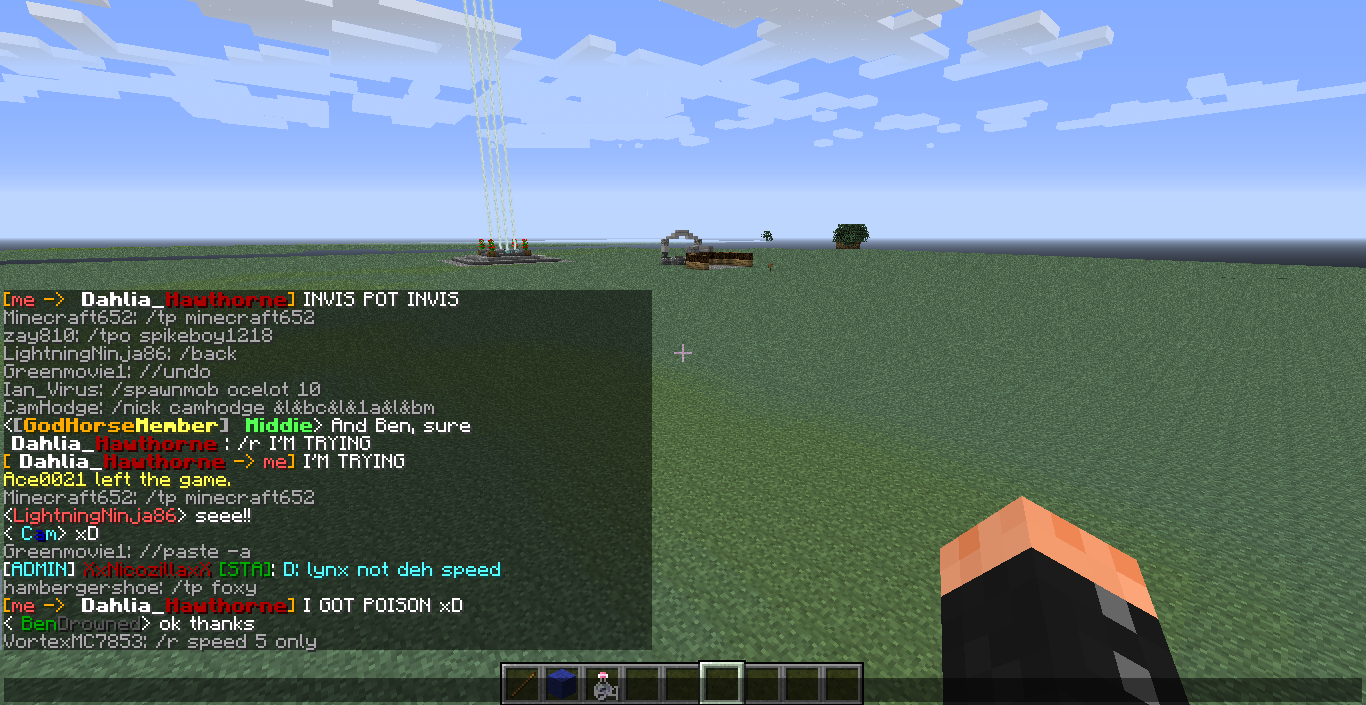 [me -> Dahlia_Hawthorne] INVIS POT INVIS
Minecraft652: /tp minecraft652
zay810: /tpo spikeboy1218
LightningNinja86: /back
Greenmovie1: //undo
Ian_Virus: /spawnmob ocelot 10
CamHodge: /nick camhodge &l&bc&l&1a&l&bm
<[GodHorseMember] Middie> And Ben, sure
Dahlia_Hawthorne : /r I'M TRYING
[ Dahlia_Hawthorne -> me] I'M TRYING
Ace0021 left the game.
Minecraft652: /tp minecraft652
<LightningNinja86> seee!!
< Cam> xD
Greenmovie1: //paste -a
[ADMIN] XxNicozillaxX [STA]: D: lynx not deh speed
hambergershoe: /tp foxy
[me -> Dahlia_Hawthorne] I GOT POISON xD
< BenDrowned> ok thanks
VortexMC7853: /r speed 5 only
64